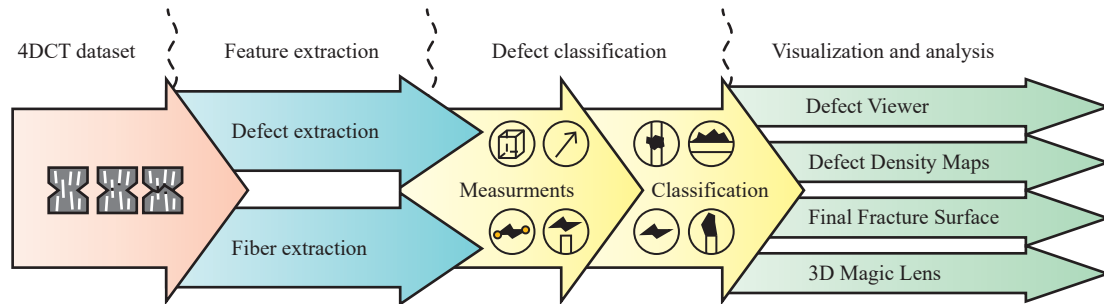 4DCT dataset
Feature extraction
Defect classification
Visualization and analysis
Defect extraction
Fiber extraction
Measurments
Classification
Defect Viewer
Defect Density Maps
Final Fracture Surface
3D Magic Lens